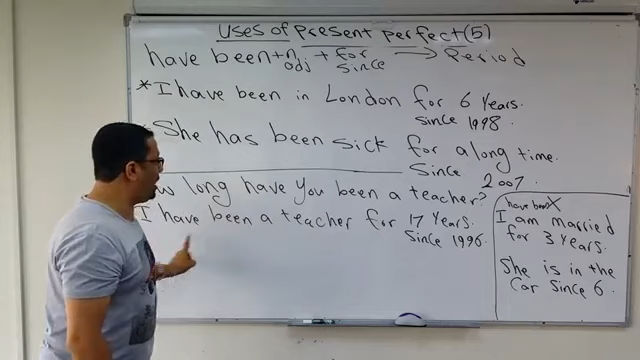 Uses of present perfect (5)
have been + n adj + for since → Period
* I have been in London for 6 Years.
since 1998.
She has been sick for a long time.
Since 2007.
long have You been a teacher?
I have been a teacher for 17 Years.
Since 1996.
have been X
I am married
for 3 Years.
She is in the
Car Since 6.